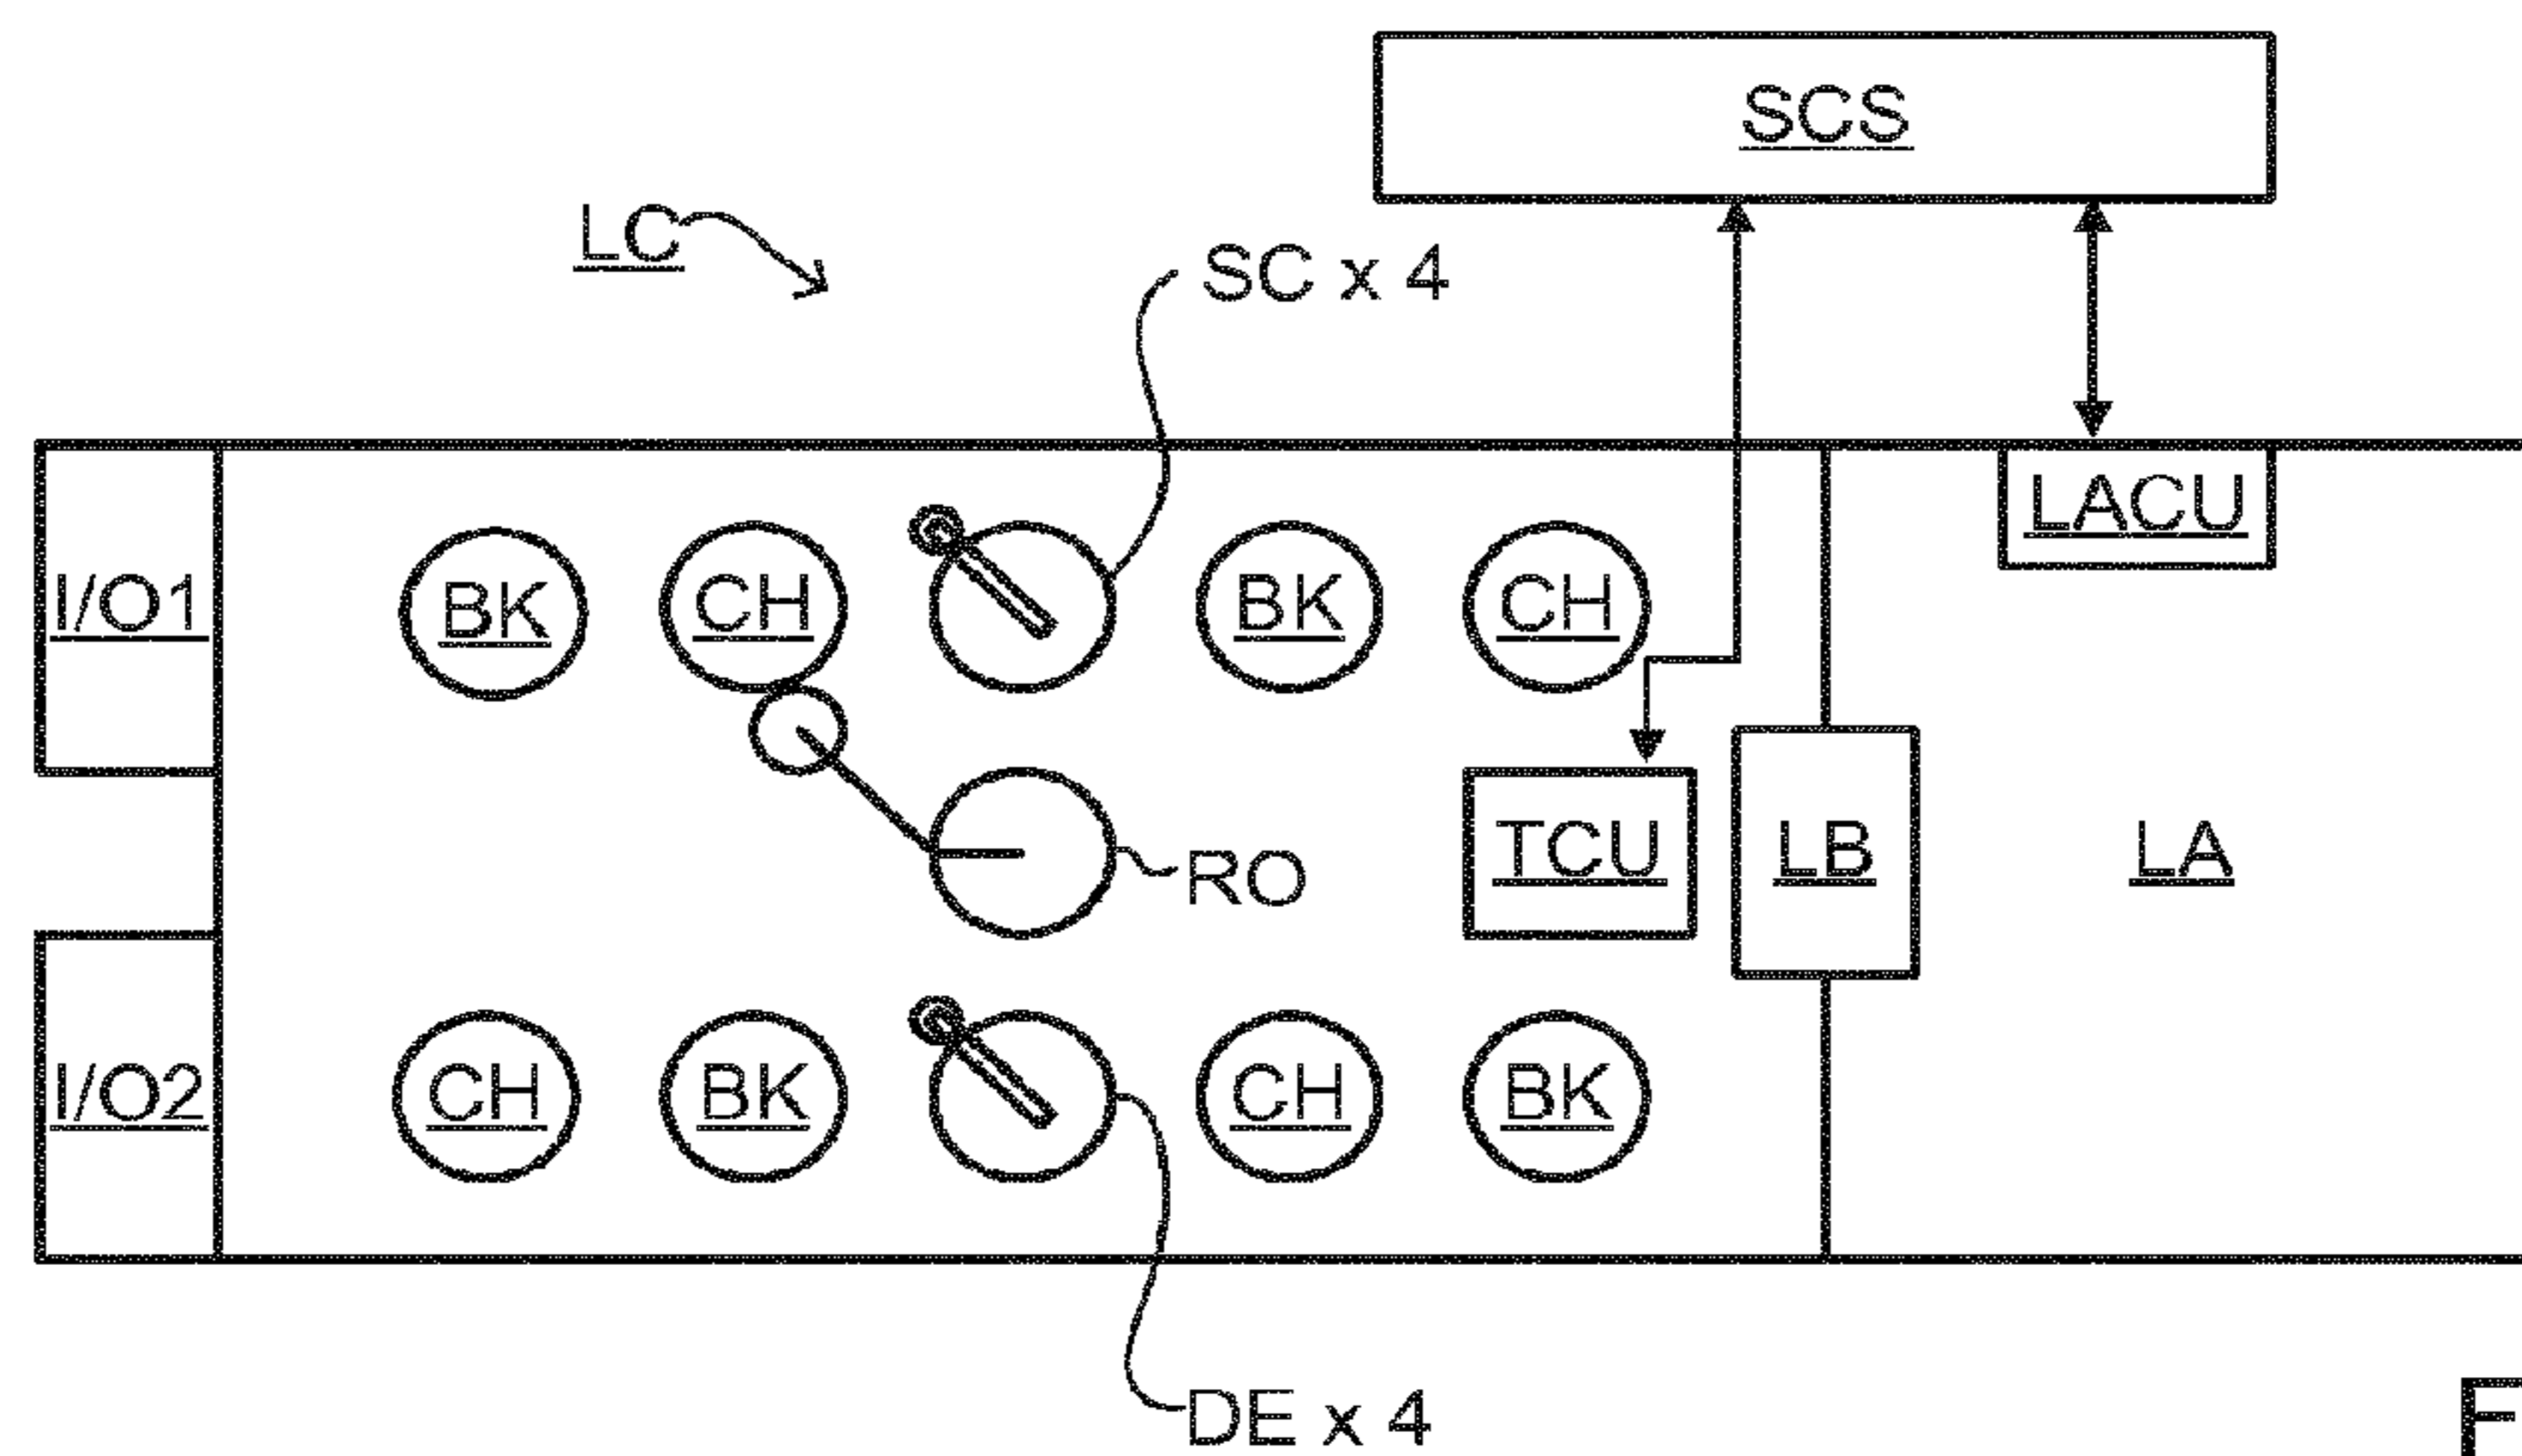 SCS
LC
SC x 4
LACU
I/O1
BK
CH
BK
CH
TCU
LB
LA
RO
I/O2
CH
BK
CH
BK
DE x 4
F